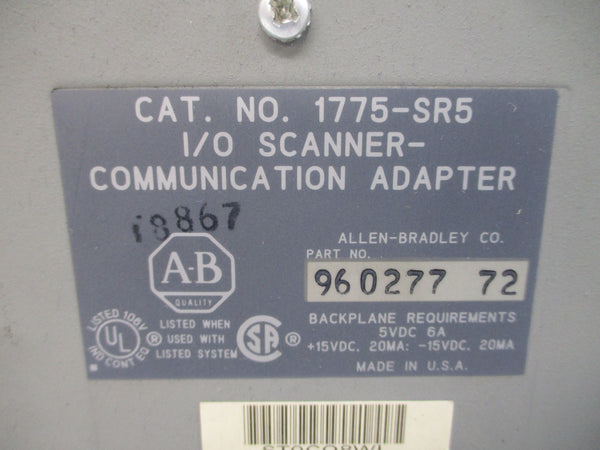 CAT. NO. 1775-SR5
I/O SCANNER-
COMMUNICATION ADAPTER
18867
ALLEN-BRADLEY CO.
PART NO.
960277 72
A-B
QUALITY
BACKPLANE REQUIREMENTS
5VDC 6A
+15VDC, 20MA: -15VDC, 20MA
MADE IN U.S.A.
LISTED 106V
UL
IND CONT EQ
®
LISTED WHEN
USED WITH
LISTED SYSTEM
SA
®